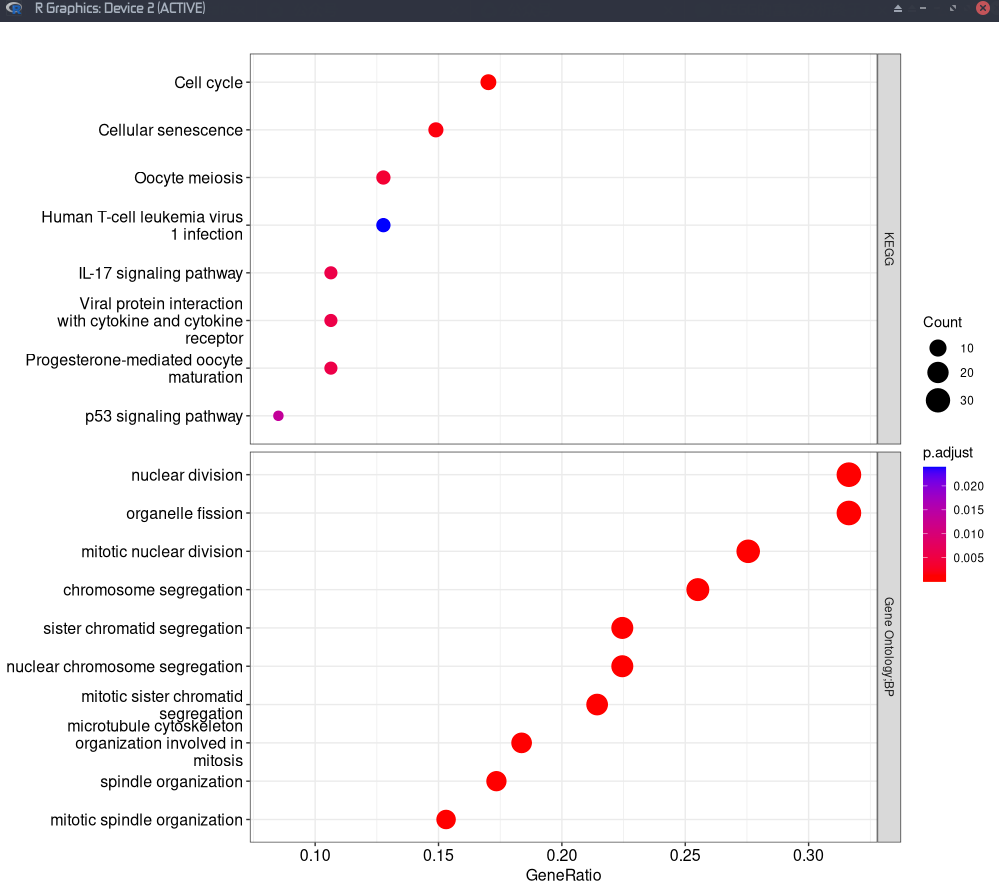 R Graphics: Device 2 (ACTIVE)
Cell cycle
Cellular senescence
Oocyte meiosis
Human T-cell leukemia virus
1 infection
IL-17 signaling pathway
Viral protein interaction
with cytokine and cytokine
receptor
Progesterone-mediated oocyte
maturation
p53 signaling pathway
KEGG
nuclear division
organelle fission
mitotic nuclear division
chromosome segregation
sister chromatid segregation
nuclear chromosome segregation
mitotic sister chromatid
segregation
microtubule cytoskeleton
organization involved in
mitosis
spindle organization
mitotic spindle organization
Gene Ontology;BP
0.10 0.15 0.20 0.25 0.30
GeneRatio
Count
10
20
30
p.adjust
0.020
0.015
0.010
0.005